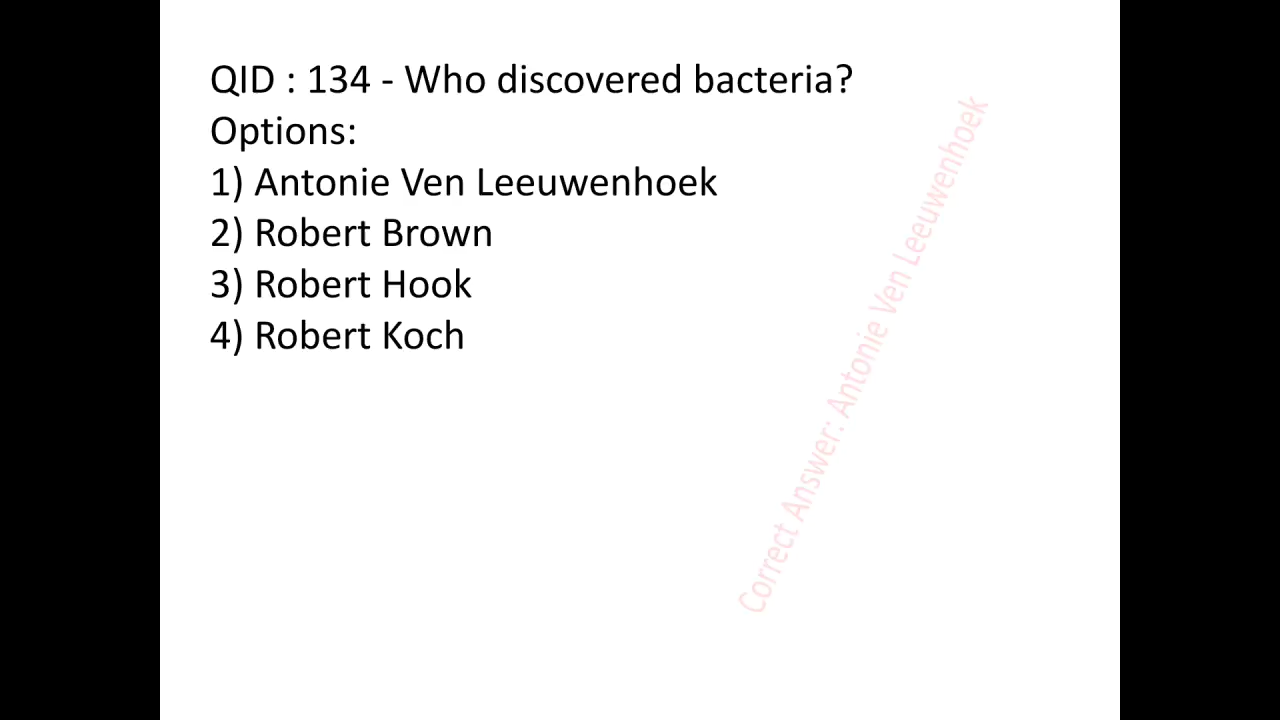 QID : 134 - Who discovered bacteria?
Options:
1) Antonie Ven Leeuwenhoek
2) Robert Brown
3) Robert Hook
4) Robert Koch
Correct Answer: Antonie Ven Leeuwenhoek